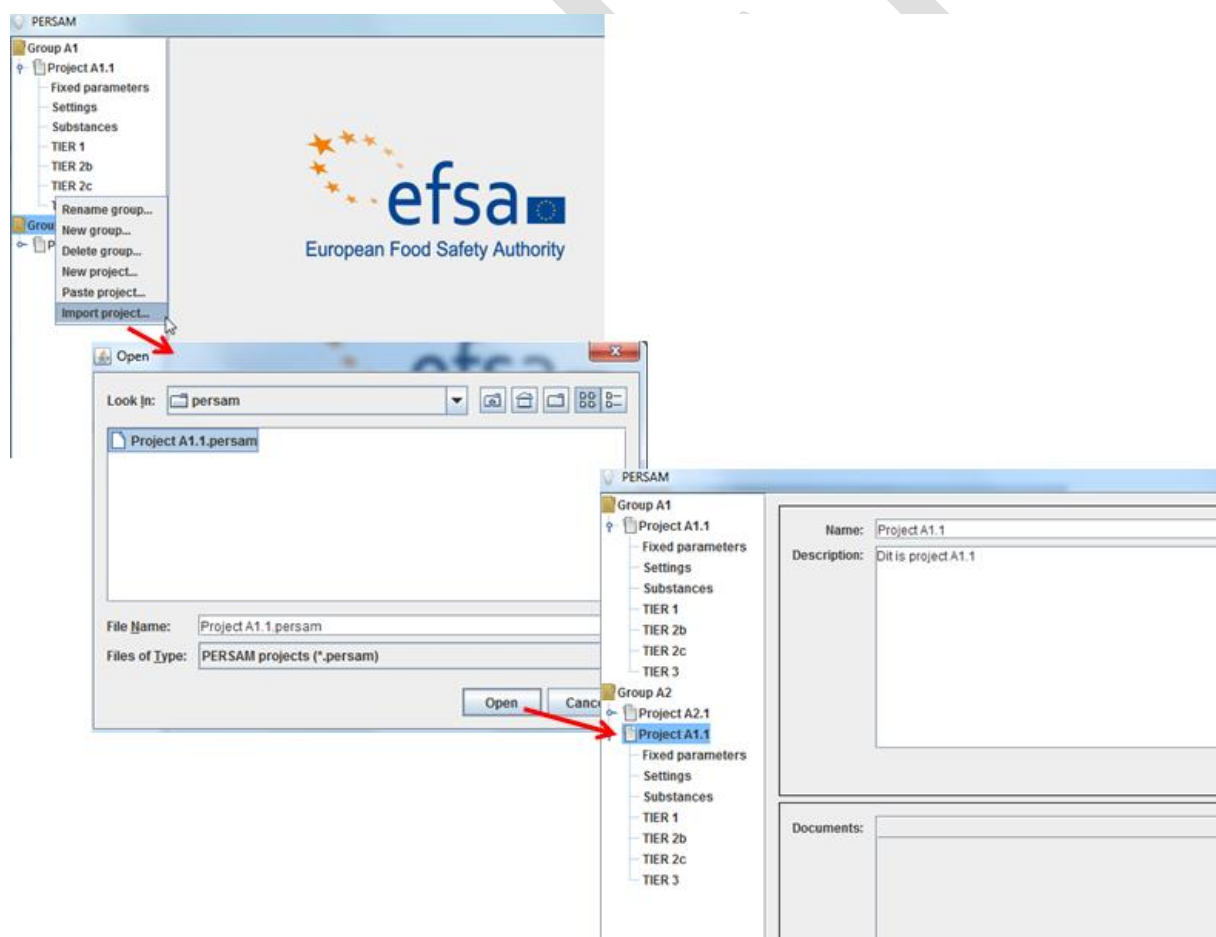 PERSAM
Group A1
Project A1.1
Fixed parameters
Settings
Substances
TIER 1
TIER 2b
TIER 2c
Rename group...
New group...
Delete group...
New project...
Paste project...
Import project...
efsa
European Food Safety Authority
Open
Look In: persam
Project A1.1.persam
File Name: Project A1.1.persam
Files of Type: PERSAM projects (*.persam)
Open
PERSAM
Group A1
Project A1.1
Fixed parameters
Settings
Substances
TIER 1
TIER 2b
TIER 2c
TIER 3
Group A2
Project A2.1
Project A1.1
Fixed parameters
Settings
Substances
TIER 1
TIER 2b
TIER 2c
TIER 3
Name: Project A1.1
Description: Dit is project A1.1
Documents: